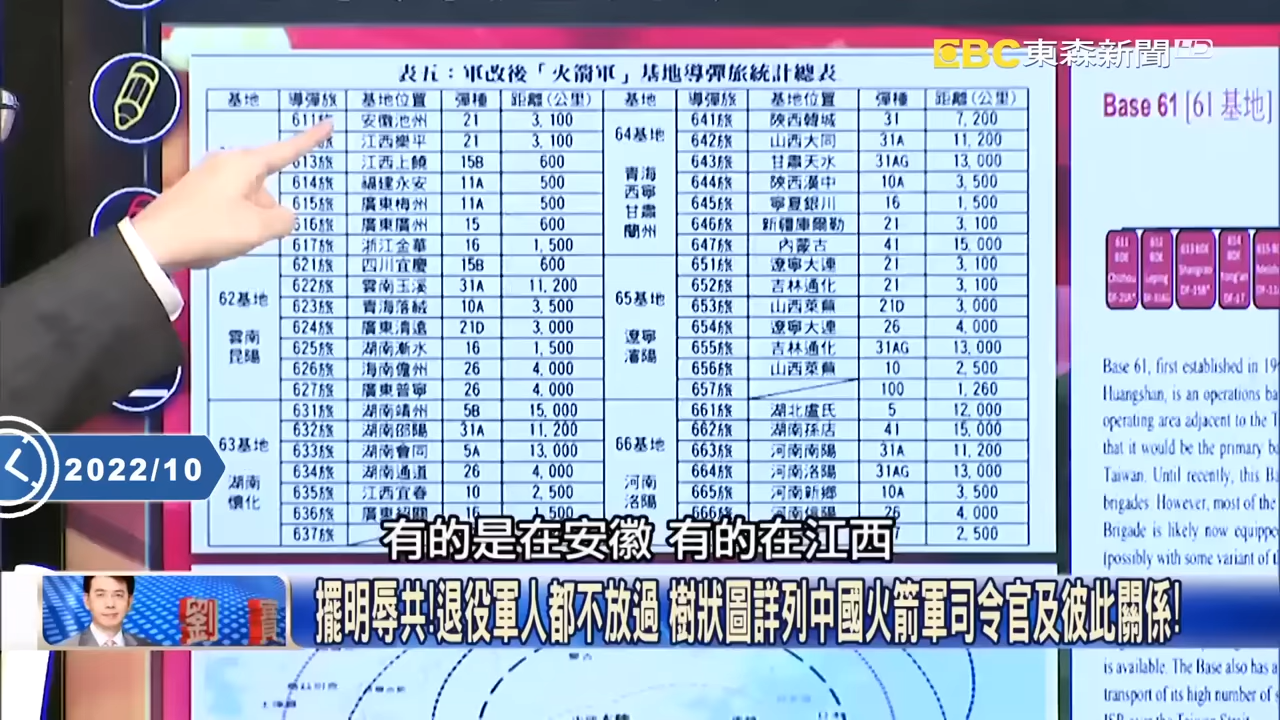 EBC 東森新聞 HD
表五：軍改後「火箭軍」基地導彈旅統計總表
基地 導彈旅 基地位置 彈種 距離(公里) 基地 導彈旅 基地位置 彈種 距離(公里)
611旅 安徽池州 21 3,100
江西樂平 21 3,100
613旅 江西上饒 15B 600
614旅 福建永安 11A 500
615旅 廣東梅州 11A 500
616旅 廣東廣州 15 600
617旅 浙江金華 16 1,500
62基地 雲南 昆陽
621旅 四川宜慶 15B 600
622旅 雲南玉溪 31A 11,200
623旅 青海落絨 10A 3,500
624旅 廣東清遠 21D 3,000
625旅 湖南漸水 16 1,500
626旅 海南儋州 26 4,000
627旅 廣東普寧 26 4,000
63基地 湖南 懷化
631旅 湖南靖州 5B 15,000
632旅 湖南邵陽 31A 11,200
633旅 湖南會同 5A 13,000
634旅 湖南通道 26 4,000
635旅 江西宜春 10 2,500
636旅 廣東韶關 16 1,500
637旅
64基地 青海 西寧 甘肅 蘭州
641旅 陝西韓城 31 7,200
642旅 山西大同 31A 11,200
643旅 甘肅天水 31AG 13,000
644旅 陝西漢中 10A 3,500
645旅 寧夏銀川 16 1,500
646旅 新疆庫爾勒 21 3,100
647旅 內蒙古 41 15,000
65基地 遼寧 瀋陽
651旅 遼寧大連 21 3,100
652旅 吉林通化 21 3,100
653旅 山西萊蕪 21D 3,000
654旅 遼寧大連 26 4,000
655旅 吉林通化 31AG 13,000
656旅 山西萊蕪 10 2,500
657旅 100 1,260
66基地 河南 洛陽
661旅 湖北盧氏 5 12,000
662旅 湖南孫店 41 15,000
663旅 河南南陽 31A 11,200
664旅 河南洛陽 31AG 13,000
665旅 河南新鄉 10A 3,500
666旅 河南信陽 26 4,000
2,500
Base 61 [61 基地]
Base 61, first established in 19
Huangshan, is an operations ba
operating area adjacent to the T
that it would be the primary b
Taiwan. Until recently, this Ba
brigades. However, most of the
Brigade is likely now equippe
(possibly with some variant of t
2022/10
有的是在安徽 有的在江西
劉寶
擺明辱共!退役軍人都不放過 樹狀圖詳列中國火箭軍司令官及彼此關係!
is available. The Base also has a
transport of its high number of